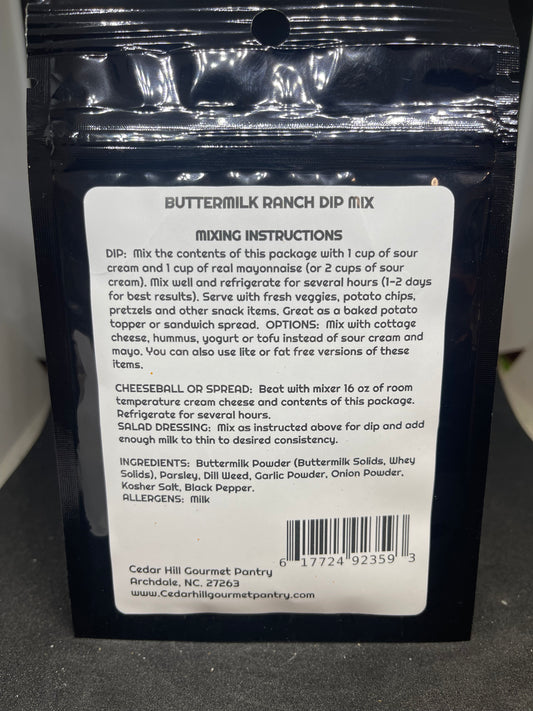 BUTTERMILK RANCH DIP MIX
MIXING INSTRUCTIONS
DIP: Mix the contents of this package with 1 cup of sour
cream and 1 cup of real mayonnaise (or 2 cups of sour
cream). Mix well and refrigerate for several hours (1-2 days
for best results). Serve with fresh veggies, potato chips,
pretzels and other snack items. Great as a baked potato
topper or sandwich spread. OPTIONS: Mix with cottage
cheese, hummus, yogurt or tofu instead of sour cream and
mayo. You can also use lite or fat free versions of these
items.
CHEESEBALL OR SPREAD: Beat with mixer 16 oz of room
temperature cream cheese and contents of this package.
Refrigerate for several hours.
SALAD DRESSING: Mix as instructed above for dip and add
enough milk to thin to desired consistency.
INGREDIENTS: Buttermilk Powder (Buttermilk Solids, Whey
Solids), Parsley, Dill Weed, Garlic Powder, Onion Powder,
Kosher Salt, Black Pepper.
ALLERGENS: Milk
6 17724 92359 3
Cedar Hill Gourmet Pantry
Archdale, NC. 27263
www.Cedarhillgourmetpantry.com